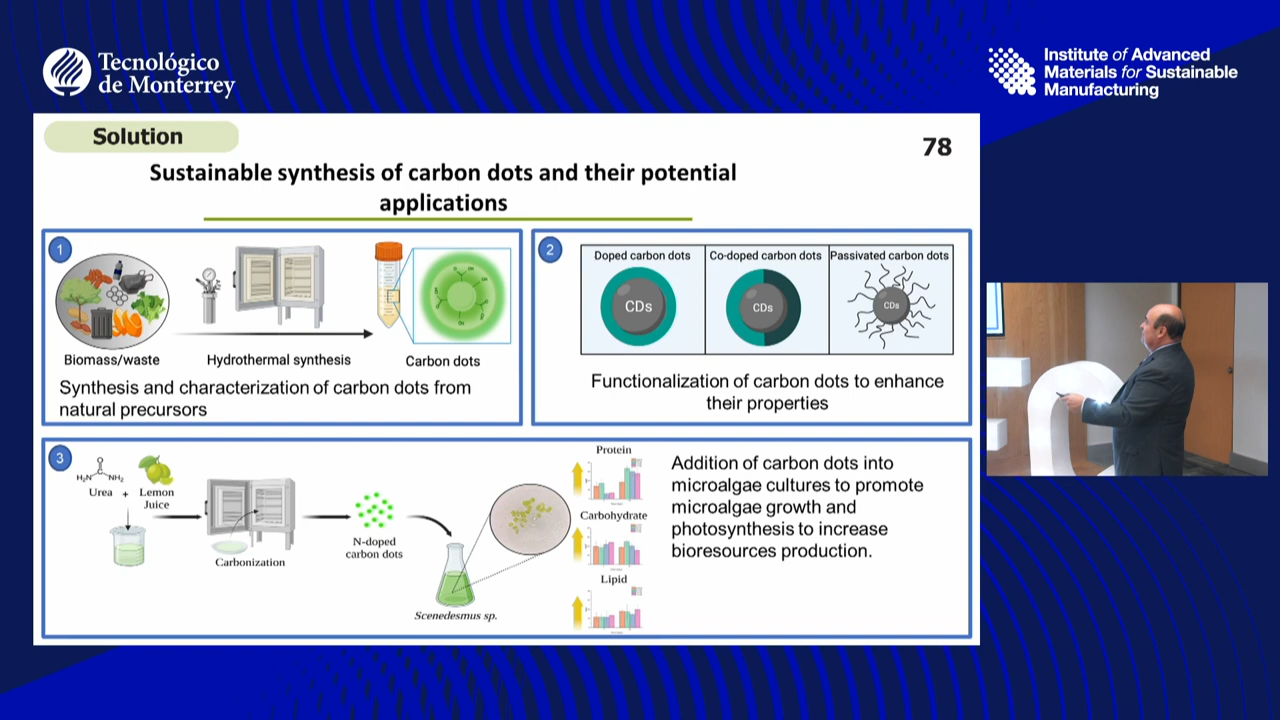 Tecnológico
de Monterrey
Institute of Advanced
Materials for Sustainable
Manufacturing
Solution
78
Sustainable synthesis of carbon dots and their potential
applications
1
Biomass/waste
Hydrothermal synthesis
Carbon dots
Synthesis and characterization of carbon dots from
natural precursors
2
Doped carbon dots
Co-doped carbon dots
Passivated carbon dots
CDs
CDs
CDs
Functionalization of carbon dots to enhance
their properties
3
H₂N
O
NH₂
Urea + Lemon
Juice
Carbonization
N-doped
carbon dots
Scenedesmus sp.
Protein
Carbohydrate
Lipid
Addition of carbon dots into
microalgae cultures to promote
microalgae growth and
photosynthesis to increase
bioresources production.